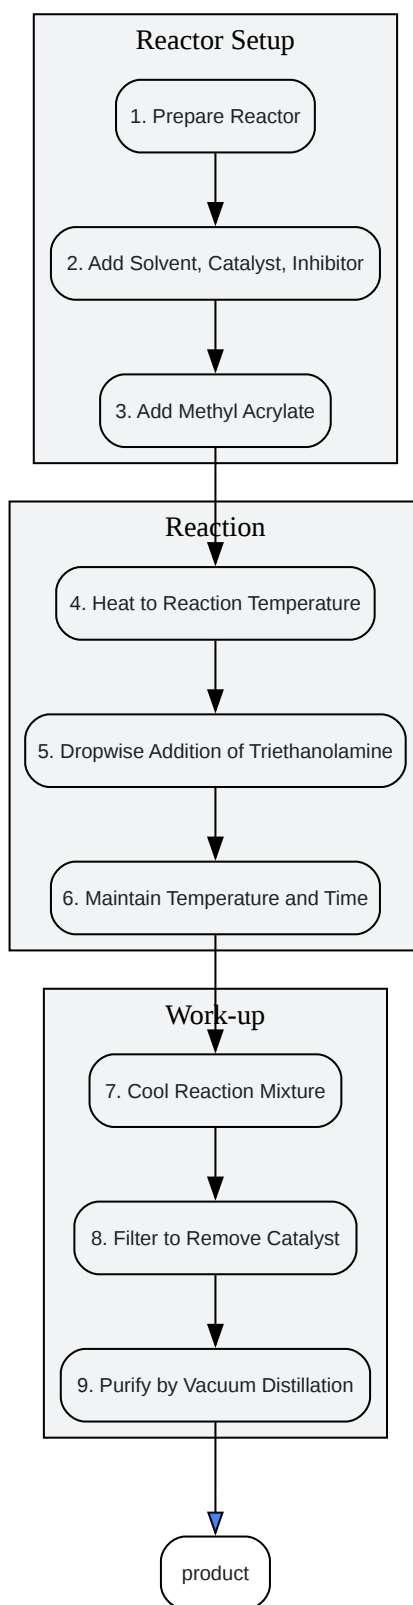 Reactor Setup
1. Prepare Reactor
2. Add Solvent, Catalyst, Inhibitor
3. Add Methyl Acrylate
Reaction
4. Heat to Reaction Temperature
5. Dropwise Addition of Triethanolamine
6. Maintain Temperature and Time
Work-up
7. Cool Reaction Mixture
8. Filter to Remove Catalyst
9. Purify by Vacuum Distillation
product